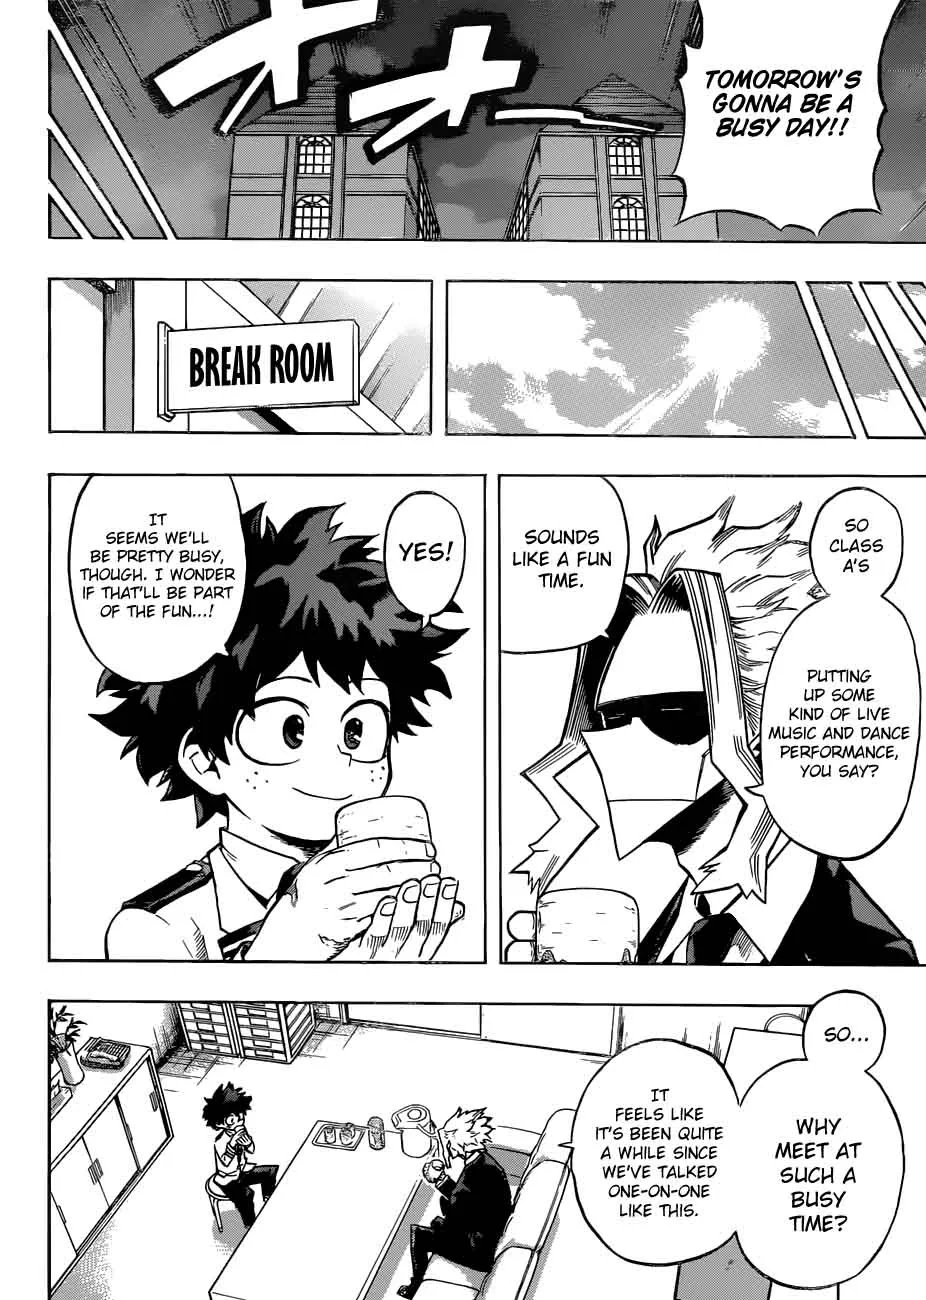 TOMORROW'S
GONNA BE A
BUSY DAY!!
BREAK ROOM
SO
CLASS
A'S
PUTTING
UP SOME
KIND OF LIVE
MUSIC AND DANCE
PERFORMANCE,
YOU SAY?
SOUNDS
LIKE A FUN
TIME.
YES!
IT
SEEMS WE'LL
BE PRETTY BUSY,
THOUGH. I WONDER
IF THAT'LL BE PART
OF THE FUN...!
SO...
WHY
MEET AT
SUCH A
BUSY
TIME?
IT
FEELS LIKE
IT'S BEEN QUITE
A WHILE SINCE
WE'VE TALKED
ONE-ON-ONE
LIKE THIS.